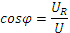 cosφ = U_R / U